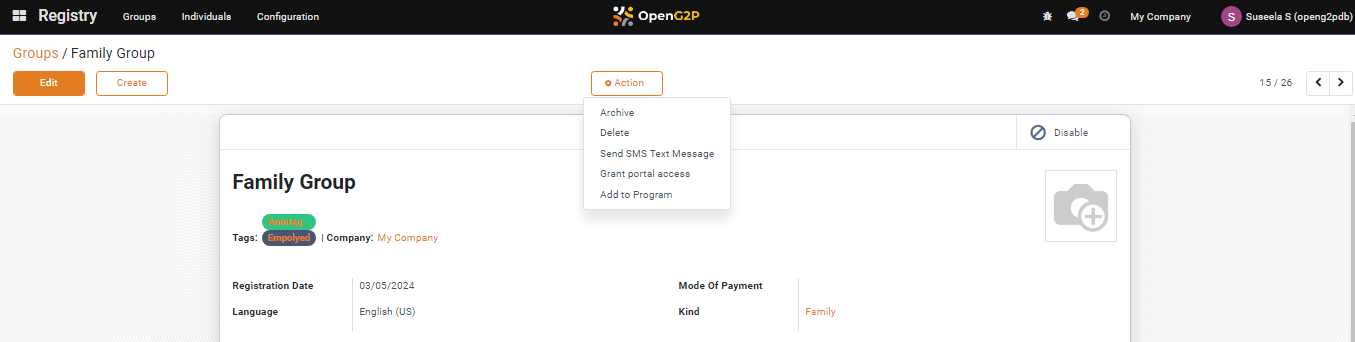 Registry Groups Individuals Configuration OpenG2P 2 My Company S Suseela S (openg2pdb)
Groups / Family Group
Edit Create Action 15 / 26
Archive
Delete
Send SMS Text Message
Grant portal access
Add to Program
Disable
Family Group
Autotag
Tags: Empolyed | Company: My Company
Registration Date 03/05/2024 Mode Of Payment
Language English (US) Kind Family